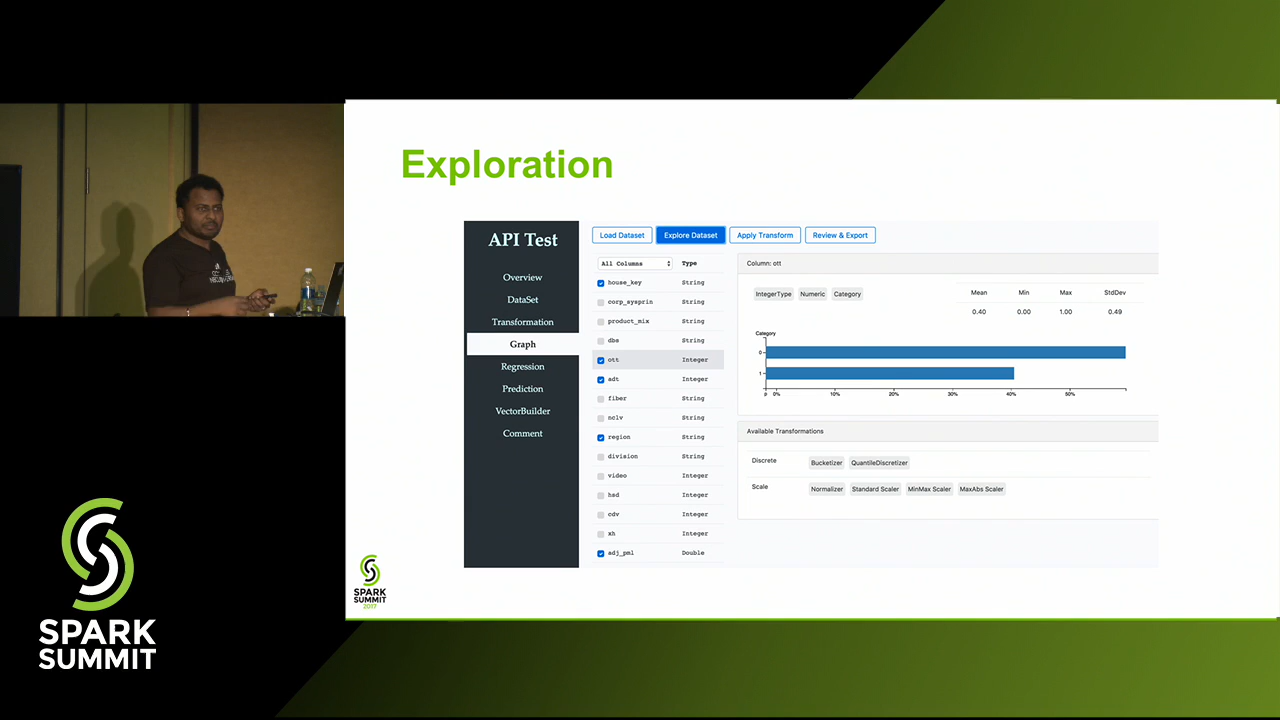 Exploration
API Test
Overview
DataSet
Transformation
Graph
Regression
Prediction
VectorBuilder
Comment
Load Dataset
Explore Dataset
Apply Transform
Review & Export
All Columns Type
house_key String
corp_sysprin String
product_mix String
dbs String
ott Integer
adt Integer
fiber String
nclv String
region String
division String
video Integer
hsd Integer
cdv Integer
xh Integer
adj_pml Double
Column: ott
IntegerType Numeric Category
Mean Min Max StdDev
0.40 0.00 1.00 0.49
Category
0
1
0 0% 10% 20% 30% 40% 50%
Available Transformations
Discrete Bucketizer QuantileDiscretizer
Scale Normalizer Standard Scaler MinMax Scaler MaxAbs Scaler
SPARK
SUMMIT
2017
SPARK
SUMMIT